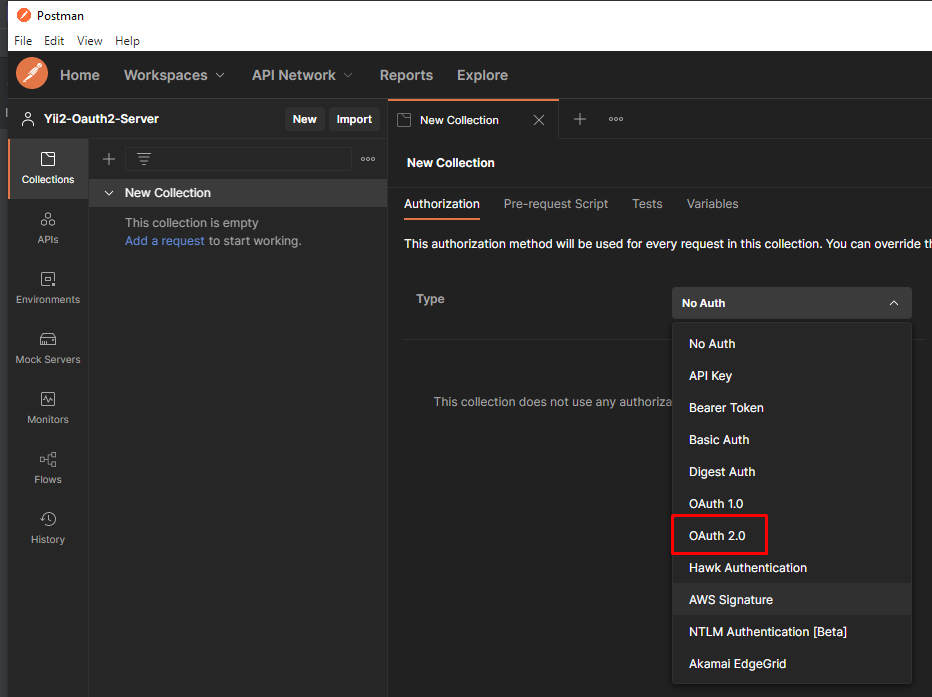 Postman
File Edit View Help
Home Workspaces API Network Reports Explore
Yii2-Oauth2-Server New Import
New Collection
Collections
APIs
Environments
Mock Servers
Monitors
Flows
History
New Collection
This collection is empty
Add a request to start working.
New Collection
Authorization Pre-request Script Tests Variables
This authorization method will be used for every request in this collection. You can override th
Type
No Auth
No Auth
API Key
Bearer Token
Basic Auth
This collection does not use any authoriza
Digest Auth
OAuth 1.0
OAuth 2.0
Hawk Authentication
AWS Signature
NTLM Authentication [Beta]
Akamai EdgeGrid